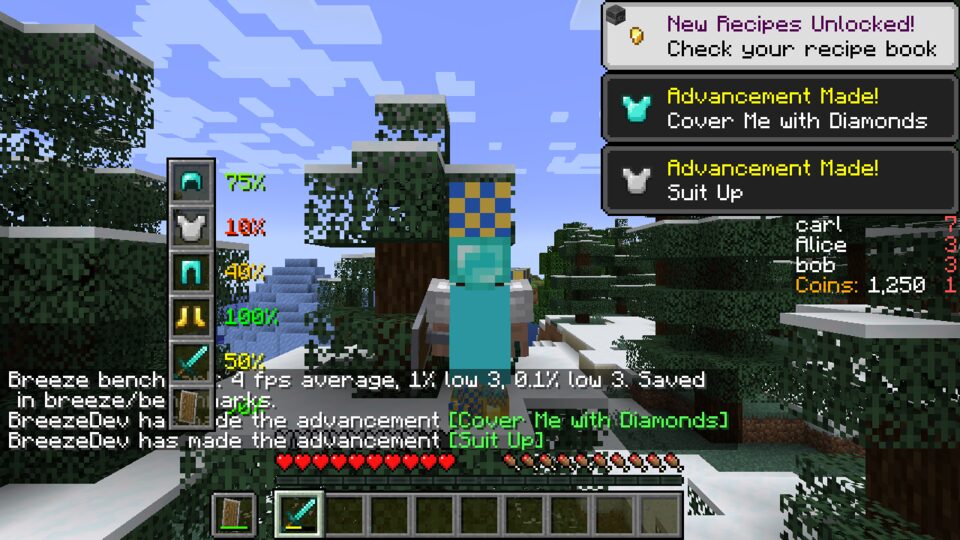 New Recipes Unlocked!
Check your recipe book
Advancement Made!
Cover Me with Diamonds
Advancement Made!
Suit Up
75%
10%
40%
100%
50%
carl 7
Alice 3
bob 3
Coins: 1,250 1
Breeze bench : 4 fps average, 1% low 3, 0.1% low 3. Saved
in breeze/be marks.
BreezeDev ha de the advancement [Cover Me with Diamonds]
BreezeDev has made the advancement [Suit Up]